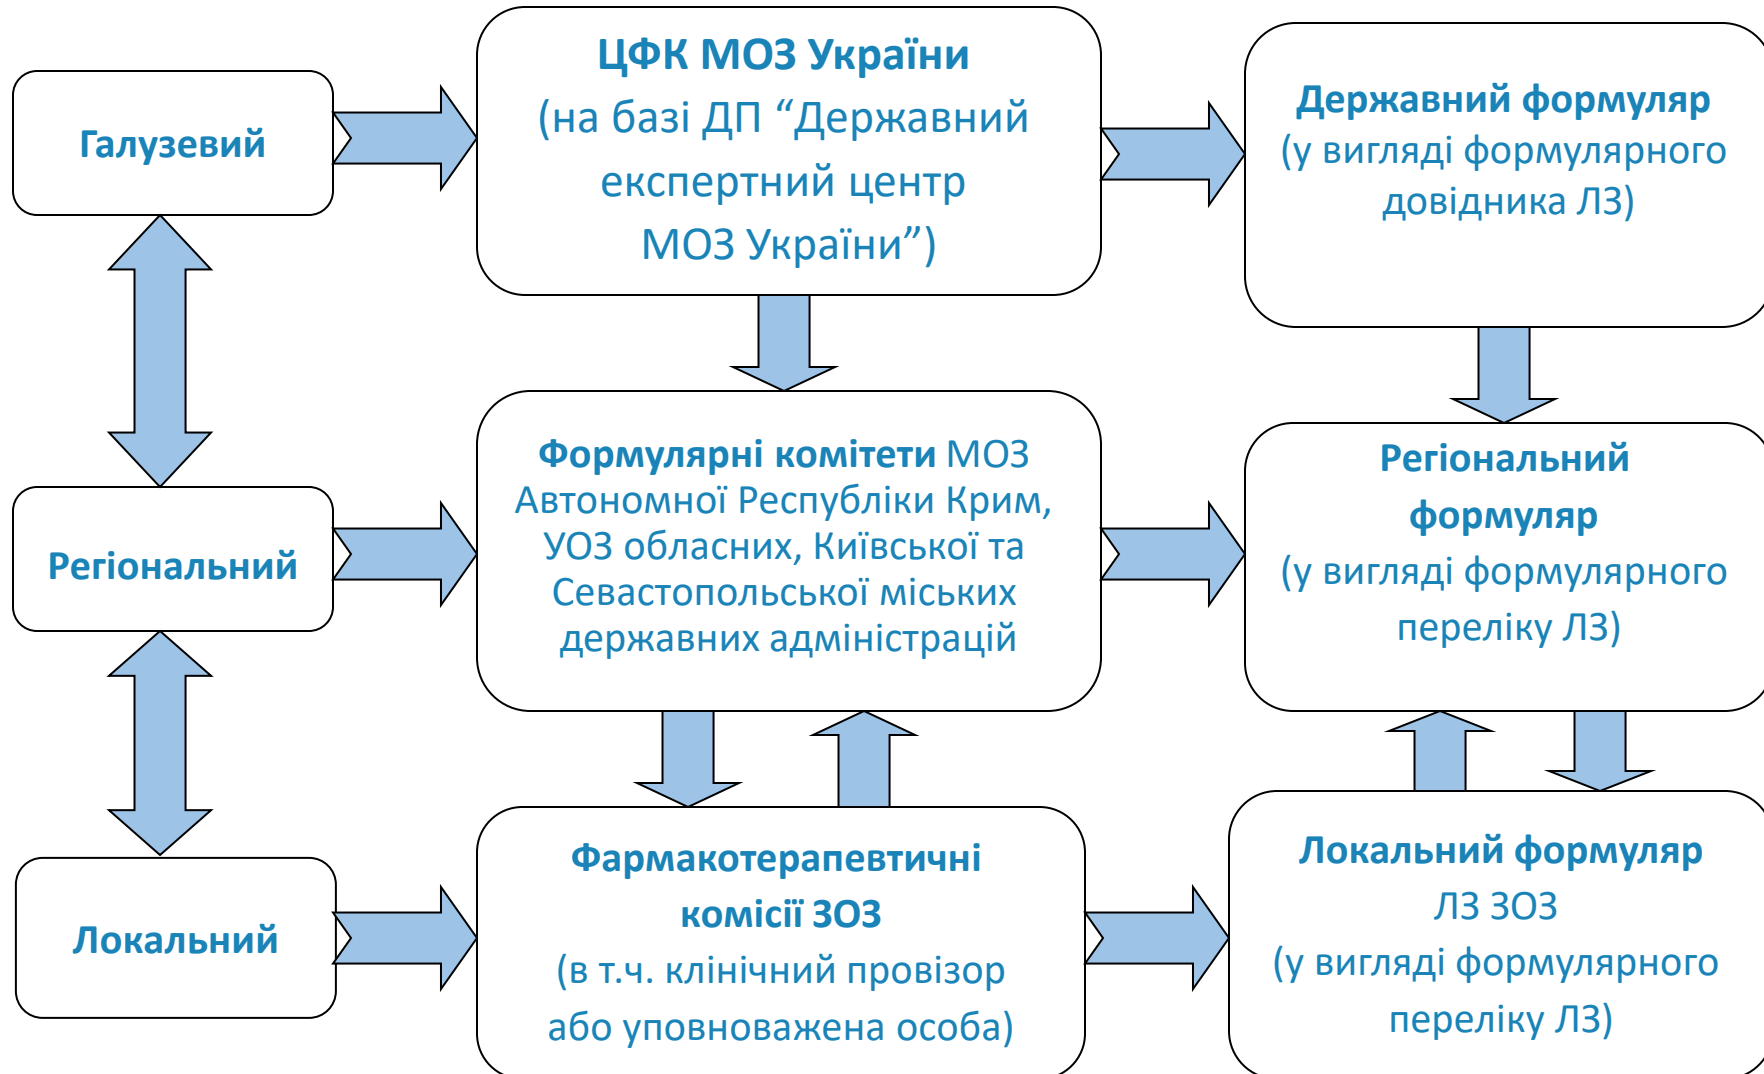 Галузевий
ЦФК МОЗ України
(на базі ДП “Державний
експертний центр
МОЗ України”)
Державний формуляр
(у вигляді формулярного
довідника ЛЗ)
Регіональний
Формулярні комітети МОЗ
Автономної Республіки Крим,
УОЗ обласних, Київської та
Севастопольської міських
державних адміністрацій
Регіональний
формуляр
(у вигляді формулярного
переліку ЛЗ)
Локальний
Фармакотерапевтичні
комісії ЗОЗ
(в т.ч. клінічний провізор
або уповноважена особа)
Локальний формуляр
ЛЗ ЗОЗ
(у вигляді формулярного
переліку ЛЗ)